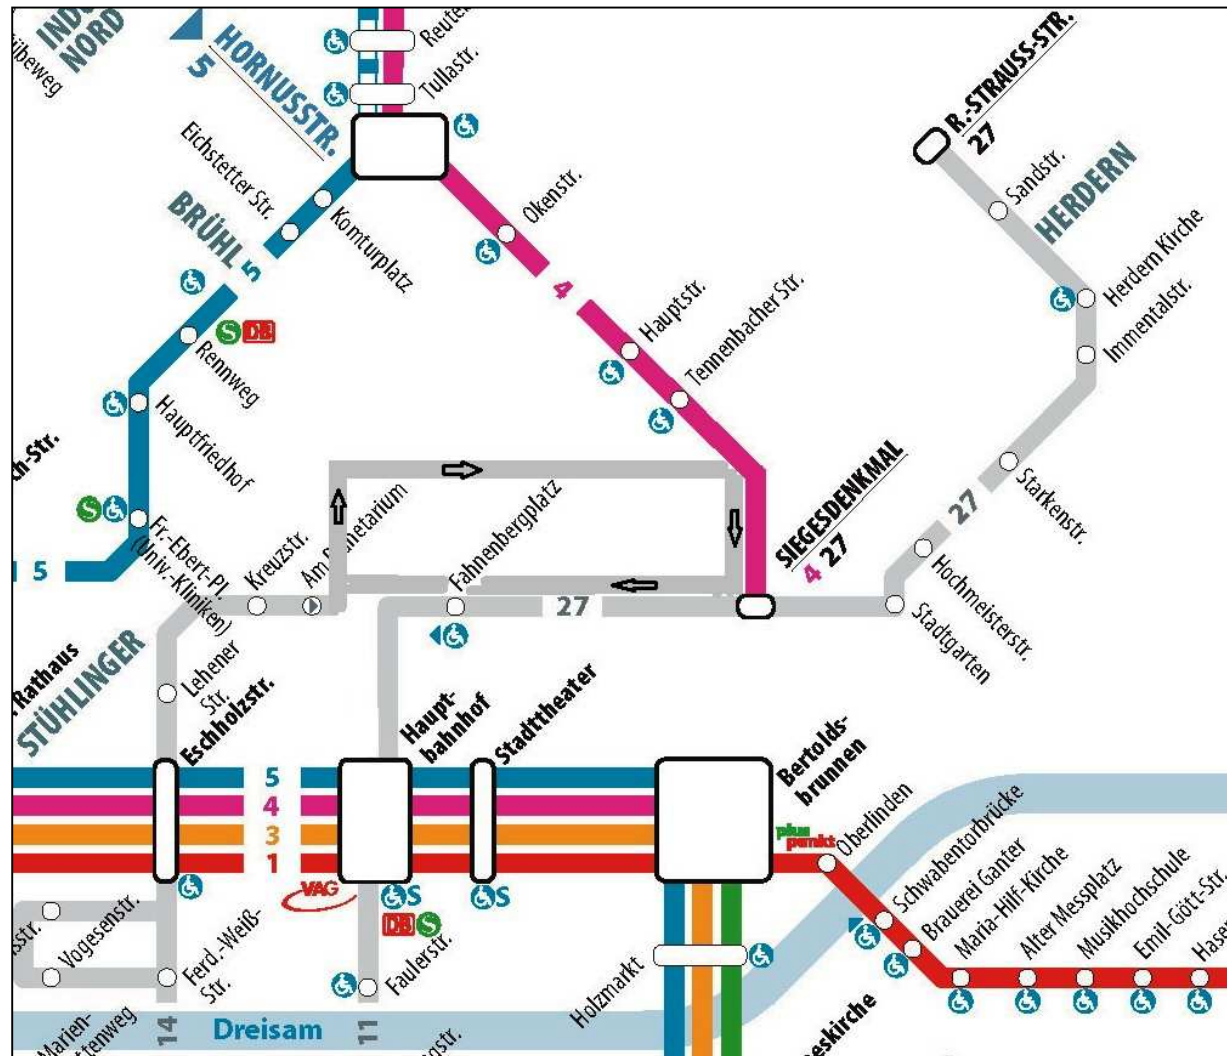 INDU
NORD
5
HORNUSSTR.
Tullastr.
Eichstetter Str.
Komturplatz
BRÜHL
5
Rennweg
S DB
Hauptfriedhof
S
Fr.-Ebert-Pl.
(Univ.-Kliniken)
5
Okenstr.
4
Hauptstr.
Tennenbacher Str.
SIEGESDENKMAL
4 27
R.-STRAUSS-STR.
27
Sandstr.
HERDERN
Herdern Kirche
Immentalstr.
Starkenstr.
27
Hochmeisterstr.
Stadtgarten
Kreuzstr.
Fahnenbergplatz
27
Lehener
Str.
Rathaus
STÜHLINGER
Eschholzstr.
Haupt-
bahnhof
Stadttheater
Bertolds-
brunnen
5
4
3
1
VAG
S
S
DB S
plus
punkt
Oberlinden
Schwabentorbrücke
Brauerei Ganter
Maria-Hilf-Kirche
Alter Messplatz
Musikhochschule
Emil-Gött-Str.
Vogesenstr.
Ferd.-Weiß-
Str.
Faulerstr.
Holzmarkt
14
Dreisam
11